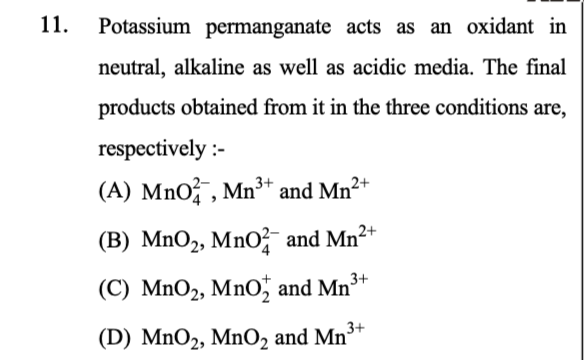 11. Potassium permanganate acts as an oxidant in
neutral, alkaline as well as acidic media. The final
products obtained from it in the three conditions are,
respectively :-
(A) MnO₄²⁻, Mn³⁺ and Mn²⁺
(B) MnO₂, MnO₄²⁻ and Mn²⁺
(C) MnO₂, MnO₂⁺ and Mn³⁺
(D) MnO₂, MnO₂ and Mn³⁺